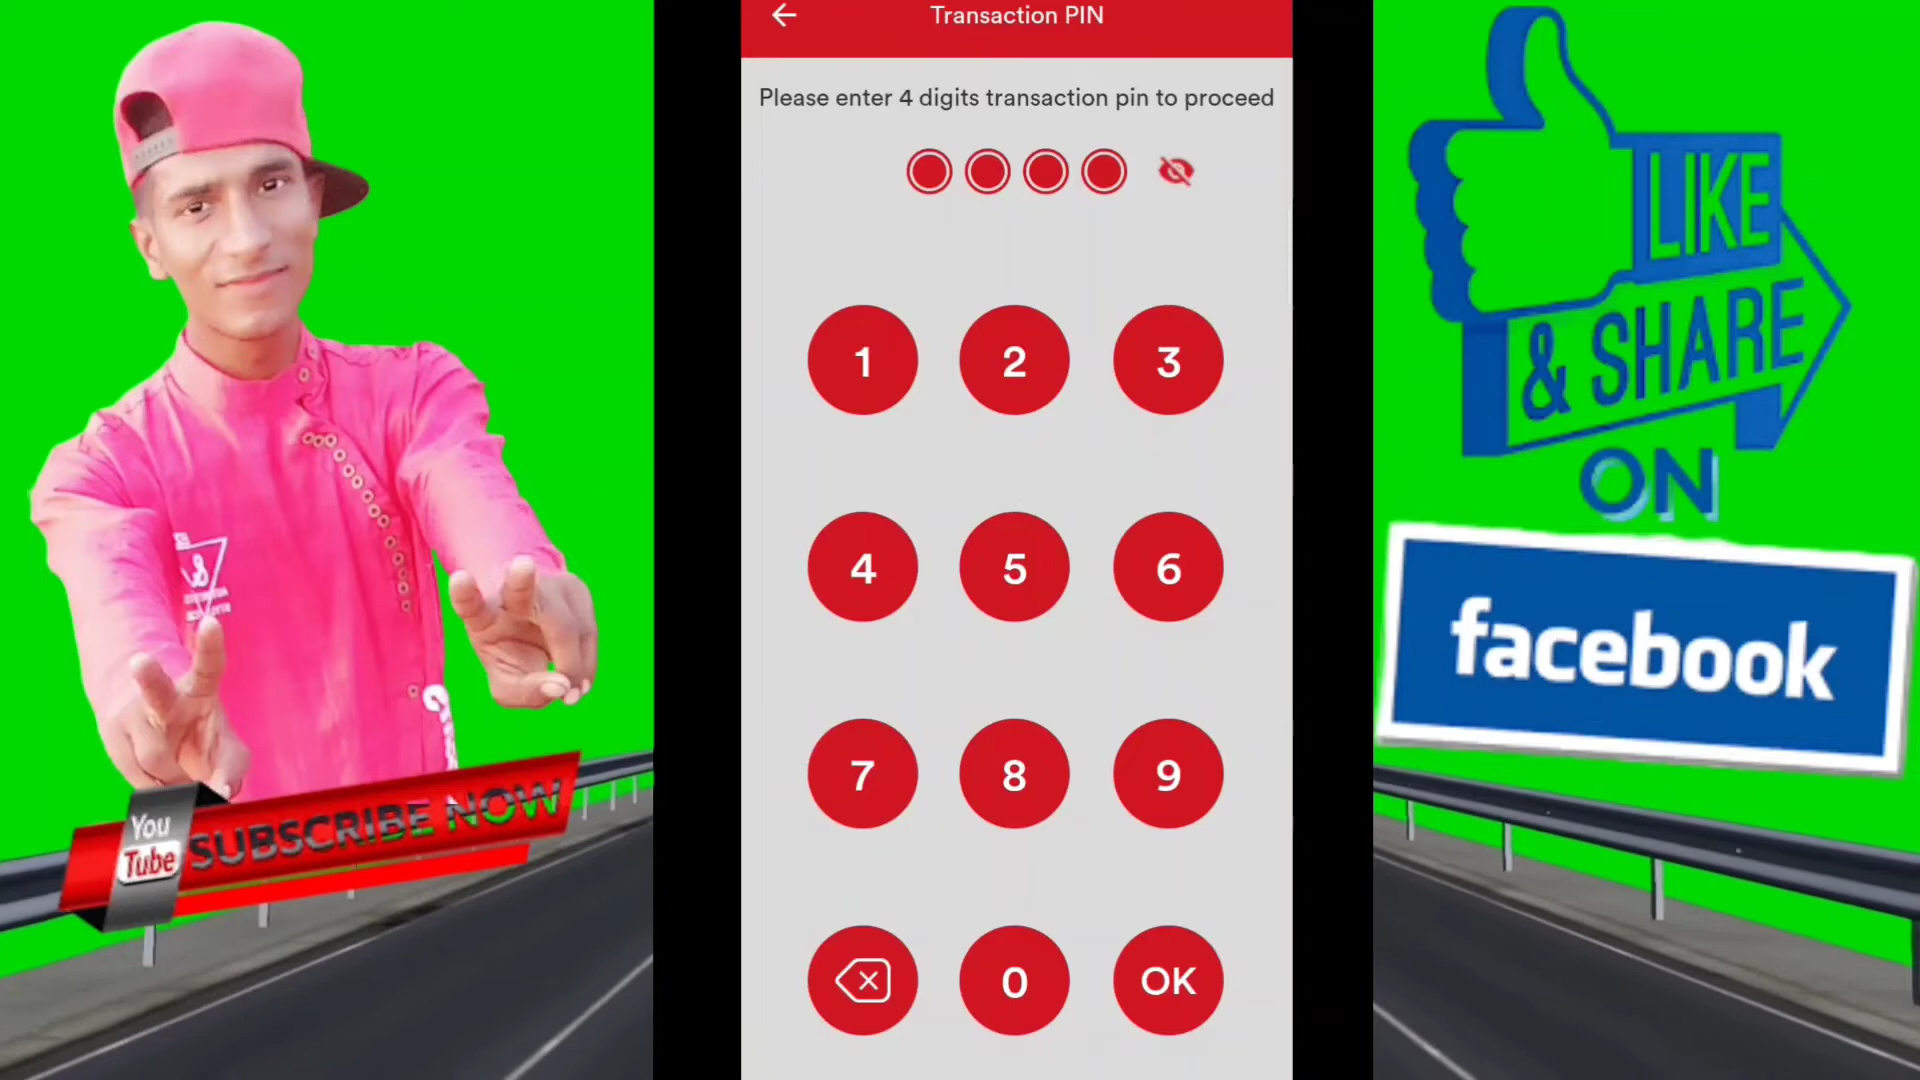 Transaction PIN
Please enter 4 digits transaction pin to proceed
1 2 3
4 5 6
7 8 9
0 OK
You
Tube
SUBSCRIBE NOW
LIKE
& SHARE
ON
facebook